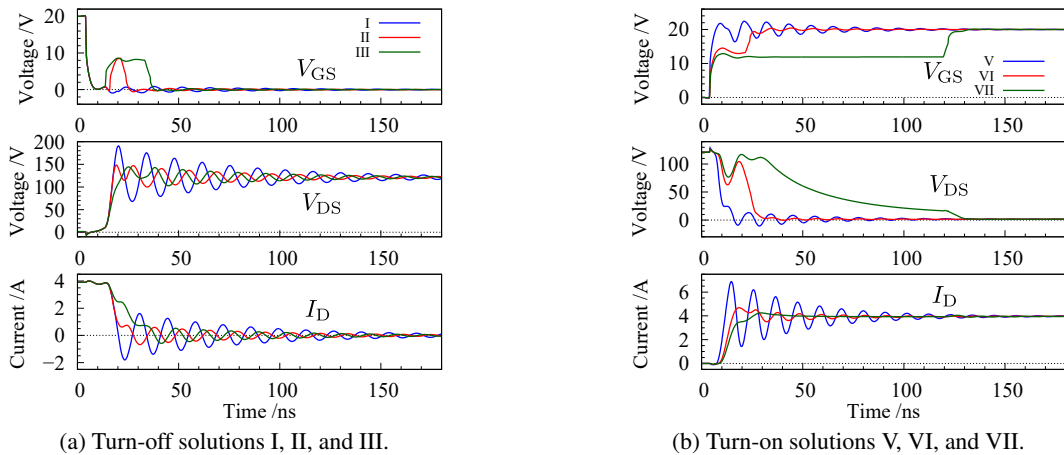 20
10
0
Voltage /V
I
II
III
V_GS
0
50
100
150
200
150
100
50
0
Voltage /V
V_DS
0
50
100
150
4
2
0
−2
Current /A
I_D
0
50
100
150
Time /ns
(a) Turn-off solutions I, II, and III.
20
10
0
Voltage /V
V_GS
V
VI
VII
0
50
100
150
100
50
0
Voltage /V
V_DS
0
50
100
150
6
4
2
0
Current /A
I_D
0
50
100
150
Time /ns
(b) Turn-on solutions V, VI, and VII.